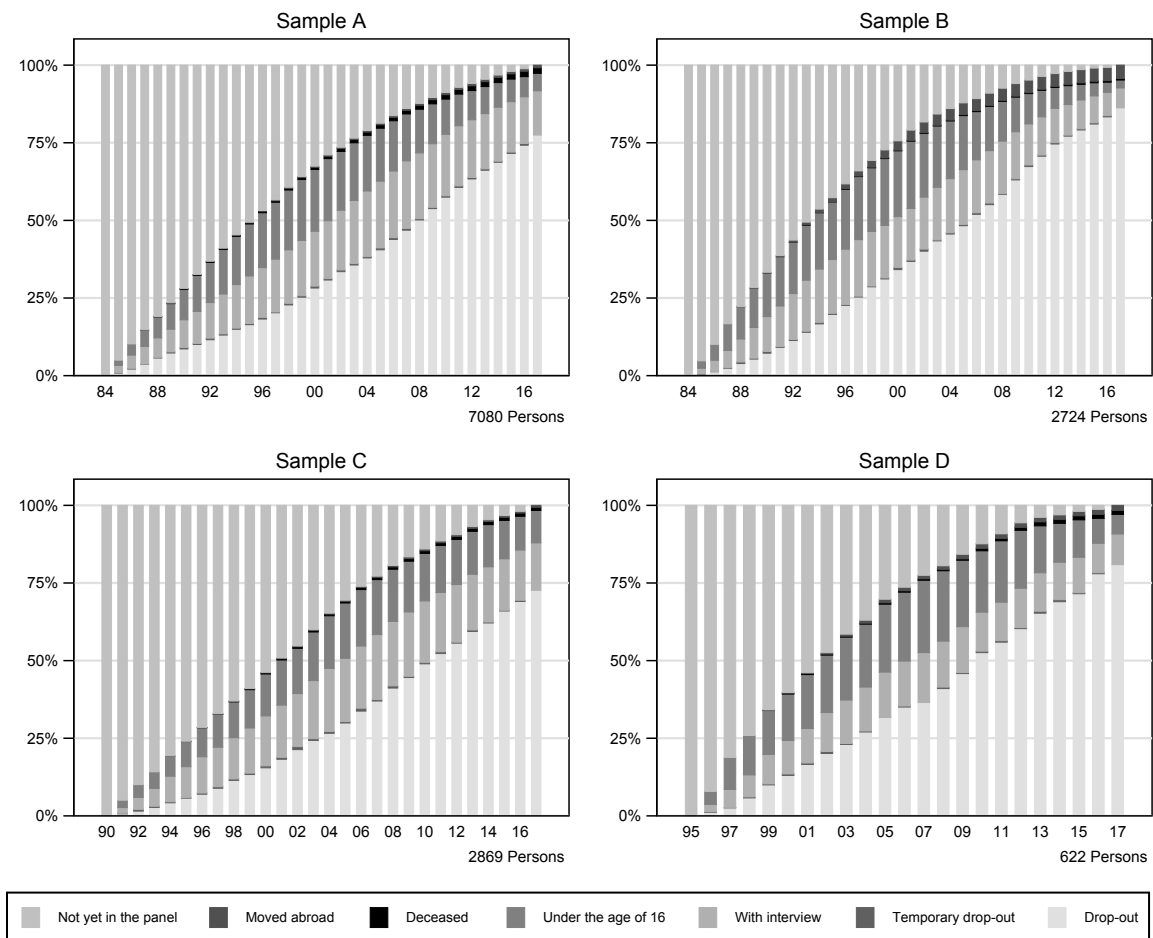 Sample A
100%
75%
50%
25%
0%
84 88 92 96 00 04 08 12 16
7080 Persons
Sample B
100%
75%
50%
25%
0%
84 88 92 96 00 04 08 12 16
2724 Persons
Sample C
100%
75%
50%
25%
0%
90 92 94 96 98 00 02 04 06 08 10 12 14 16
2869 Persons
Sample D
100%
75%
50%
25%
0%
95 97 99 01 03 05 07 09 11 13 15 17
622 Persons
Not yet in the panel Moved abroad Deceased Under the age of 16 With interview Temporary drop-out Drop-out